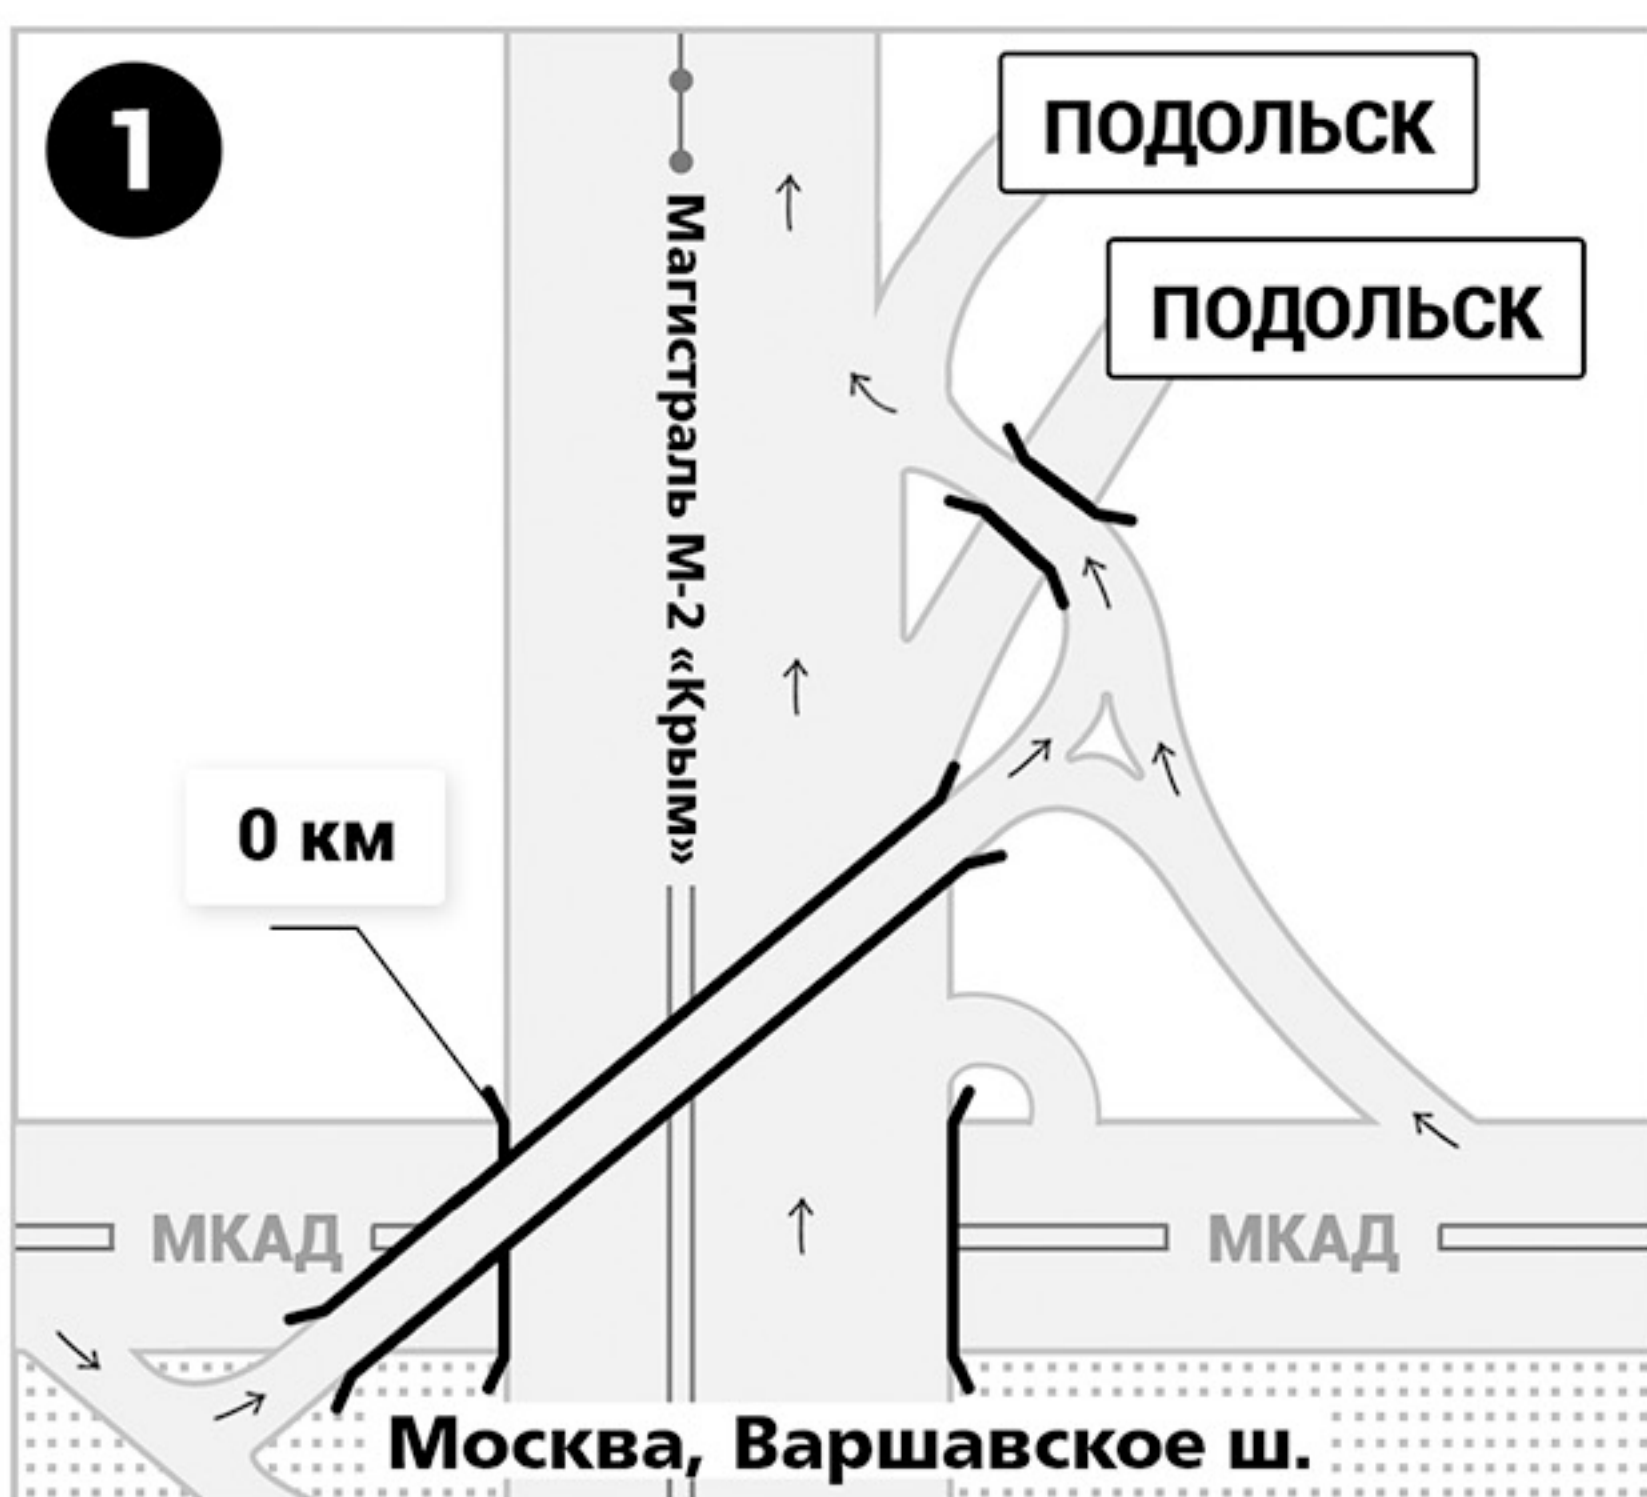 1
ПОДОЛЬСК
ПОДОЛЬСК
Магистраль М-2 «Крым»
0 км
МКАД
МКАД
Москва, Варшавское ш.